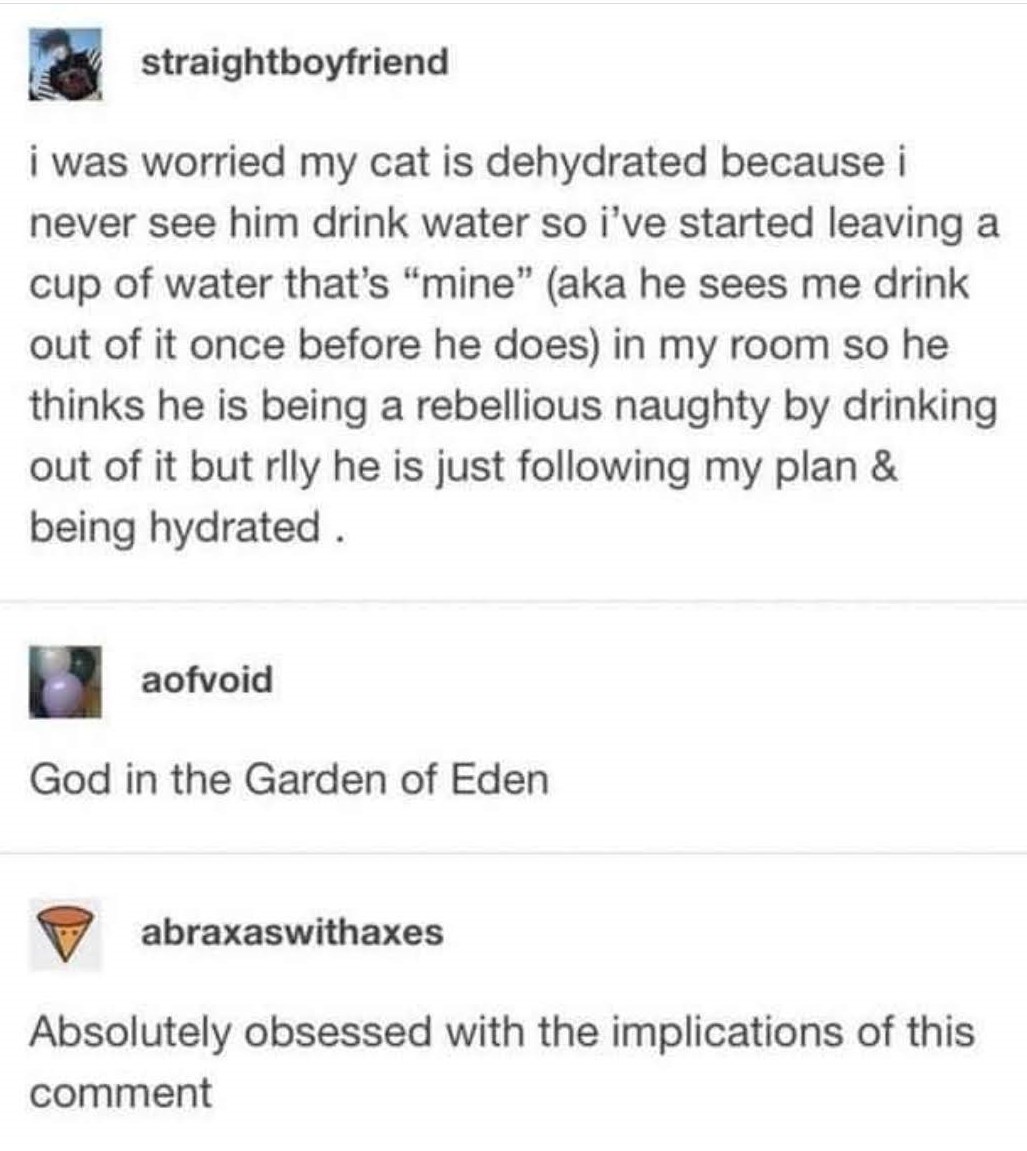 straightboyfriend
i was worried my cat is dehydrated because i
never see him drink water so i’ve started leaving a
cup of water that’s “mine” (aka he sees me drink
out of it once before he does) in my room so he
thinks he is being a rebellious naughty by drinking
out of it but rlly he is just following my plan &
being hydrated .
aofvoid
God in the Garden of Eden
abraxaswithaxes
Absolutely obsessed with the implications of this
comment